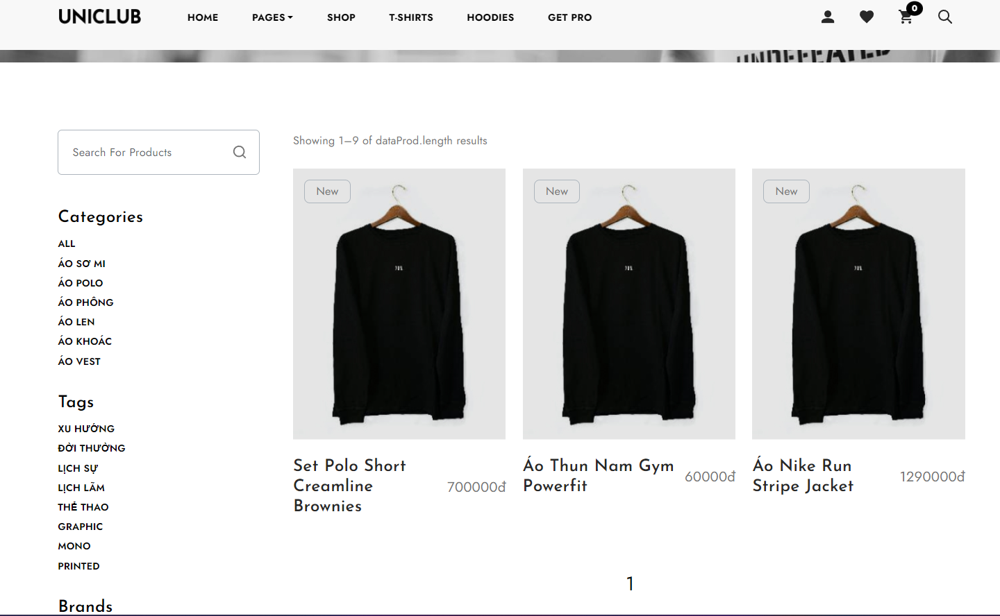 UNICLUB
HOME
PAGES
SHOP
T-SHIRTS
HOODIES
GET PRO
0
UNDEFEATED
Search For Products
Showing 1–9 of dataProd.length results
Categories
ALL
ÁO SƠ MI
ÁO POLO
ÁO PHÔNG
ÁO LEN
ÁO KHOÁC
ÁO VEST
Tags
XU HƯỚNG
ĐỜI THƯỜNG
LỊCH SỰ
LỊCH LÃM
THỂ THAO
GRAPHIC
MONO
PRINTED
Brands
New
Set Polo Short
Creamline
Brownies
700000đ
New
Áo Thun Nam Gym
Powerfit
60000đ
New
Áo Nike Run
Stripe Jacket
1290000đ
1